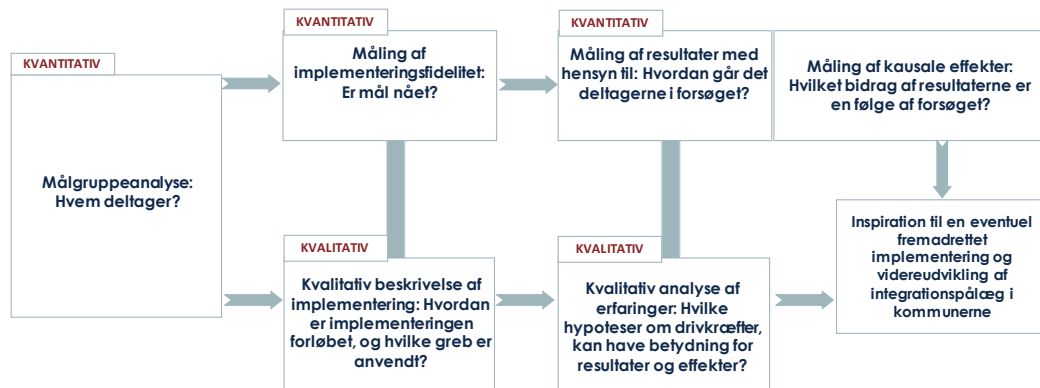 KVANTITATIV
Målgruppeanalyse:
Hvem deltager?
KVANTITATIV
Måling af
implementeringsfidelitet:
Er mål nået?
KVANTITATIV
Måling af resultater med
hensyn til: Hvordan går det
deltagerne i forsøget?
Måling af kausale effekter:
Hvilket bidrag af resultaterne er
en følge af forsøget?
KVALITATIV
Kvalitativ beskrivelse af
implementering: Hvordan
er implementeringen
forløbet, og hvilke greb er
anvendt?
KVALITATIV
Kvalitativ analyse af
erfaringer: Hvilke
hypoteser om drivkræfter,
kan have betydning for
resultater og effekter?
Inspiration til en eventuel
fremadrettet
implementering og
videreudvikling af
integrationspålæg i
kommunerne